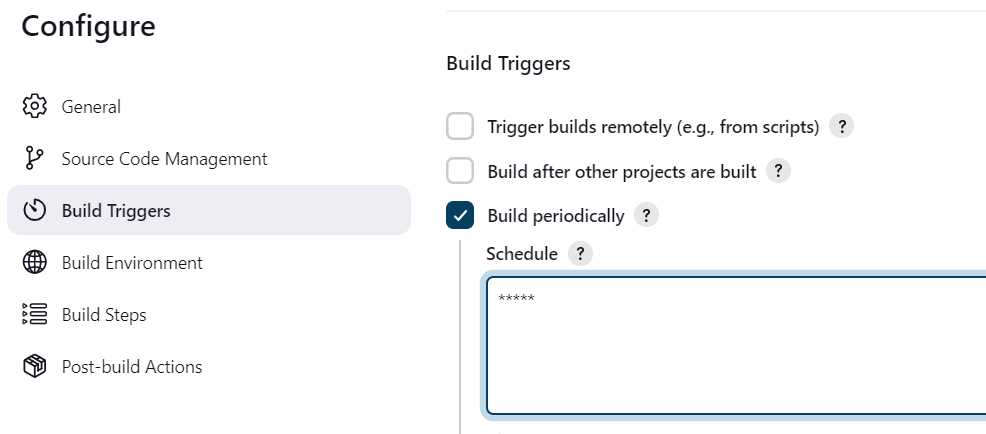 Configure
General
Source Code Management
Build Triggers
Build Environment
Build Steps
Post-build Actions
Build Triggers
Trigger builds remotely (e.g., from scripts) ?
Build after other projects are built ?
Build periodically ?
Schedule ?
*****